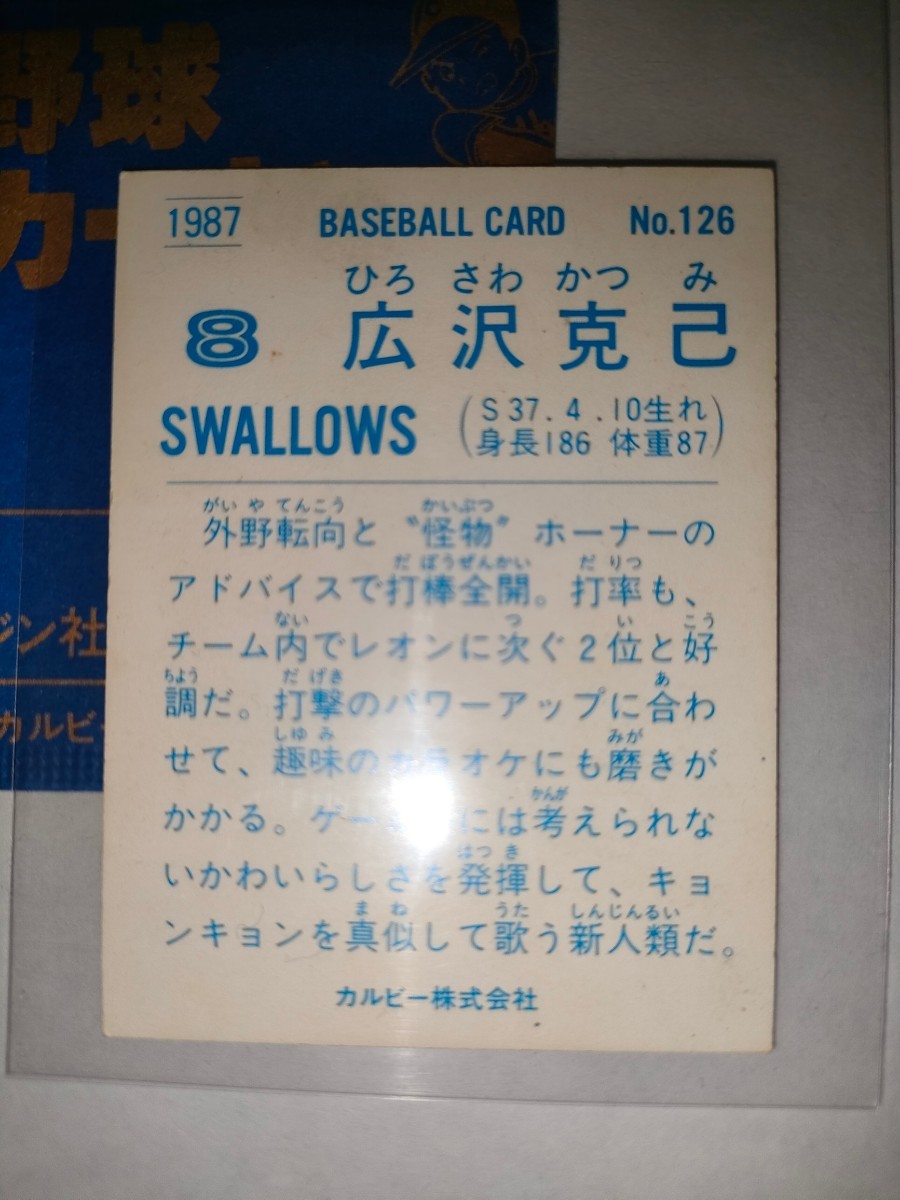 野球
カー
ジン社
カルビ
1987 BASEBALL CARD No.126
ひろ さわ かつ み
8 広沢克己
SWALLOWS (S37.4.10生れ
身長186 体重87)
がい や てんこう かいぶつ
外野転向と〝怪物〟ホーナーの
だ ぼうぜんかい だ りつ
アドバイスで打棒全開。打率も、
ない つ い こう
チーム内でレオンに次ぐ2位と好
ちよう だ げき あ
調だ。打撃のパワーアップに合わ
しゆ み みが
せて、趣味のカラオケにも磨きが
かんが
かかる。ゲー には考えられな
はつ き
いかわいらしさを発揮して、キョ
ま ね うた しんじんるい
ンキョンを真似して歌う新人類だ。
カルビー株式会社